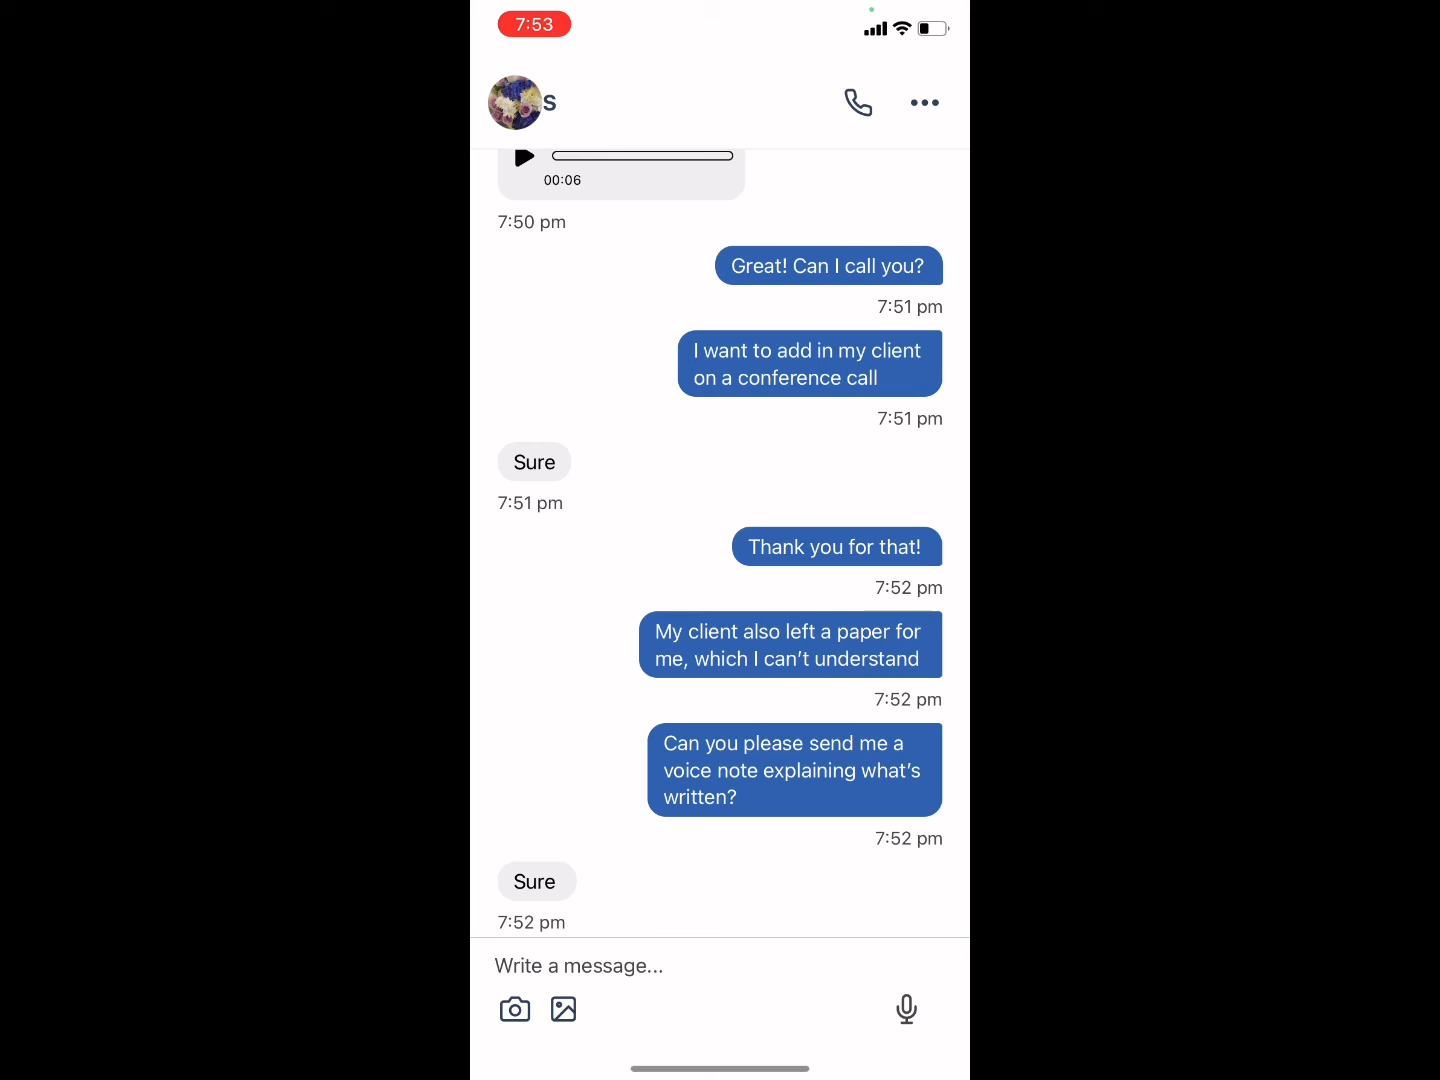 7:53
S
00:06
7:50 pm
Great! Can I call you?
7:51 pm
I want to add in my client
on a conference call
7:51 pm
Sure
7:51 pm
Thank you for that!
7:52 pm
My client also left a paper for
me, which I can't understand
7:52 pm
Can you please send me a
voice note explaining what's
written?
7:52 pm
Sure
7:52 pm
Write a message...